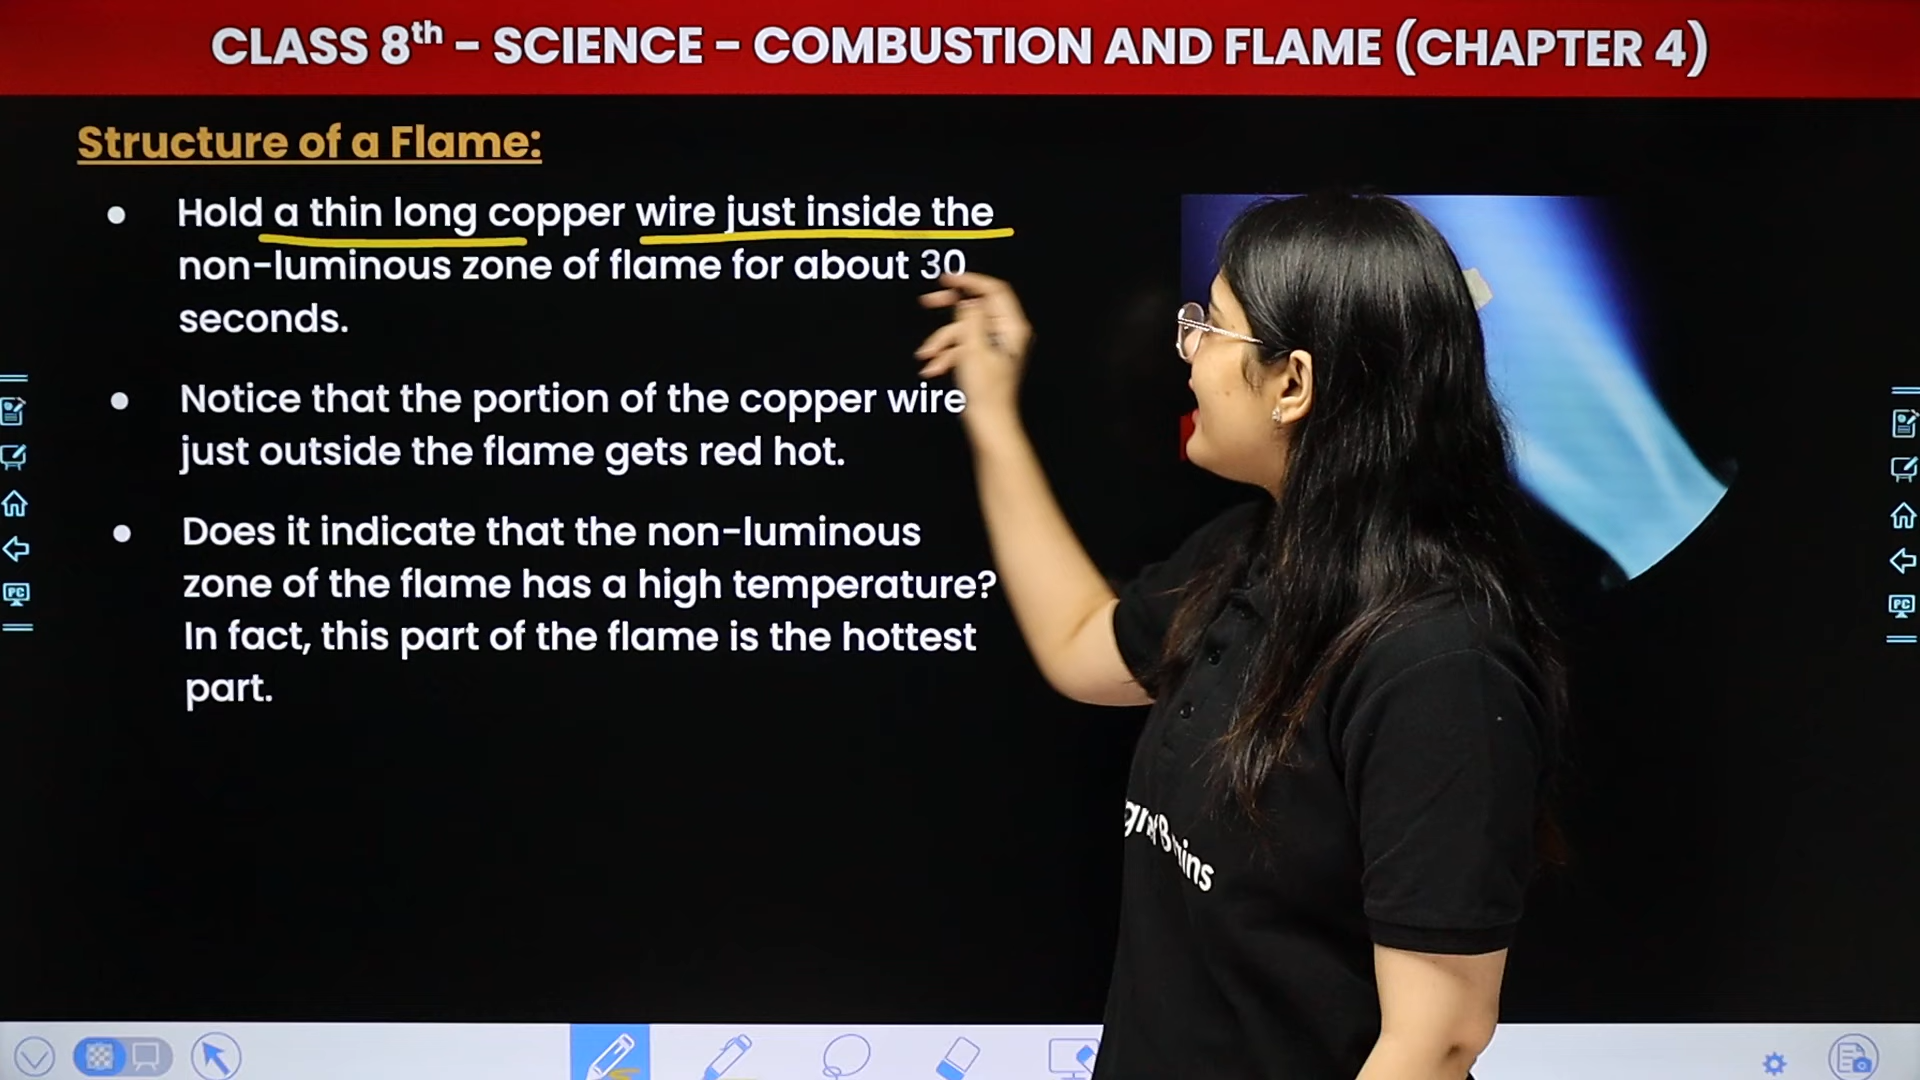 CLASS 8th - SCIENCE - COMBUSTION AND FLAME (CHAPTER 4)
Structure of a Flame:
● Hold a thin long copper wire just inside the
non-luminous zone of flame for about 30
seconds.
● Notice that the portion of the copper wire
just outside the flame gets red hot.
● Does it indicate that the non-luminous
zone of the flame has a high temperature?
In fact, this part of the flame is the hottest
part.
PC
PC